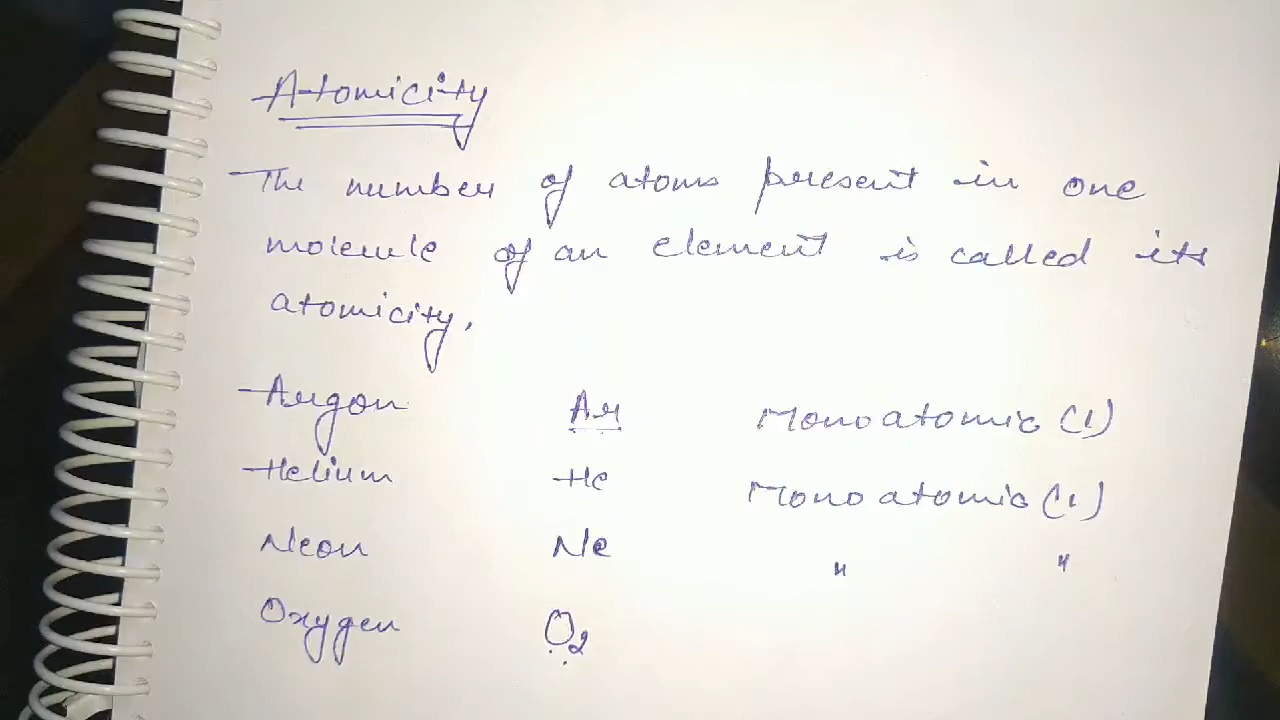 Atomicity
The number of atoms present in one
molecule of an element is called its
atomicity.
Argon Ar Monoatomic (1)
Helium He Monoatomic (1)
Neon Ne " "
Oxygen O2